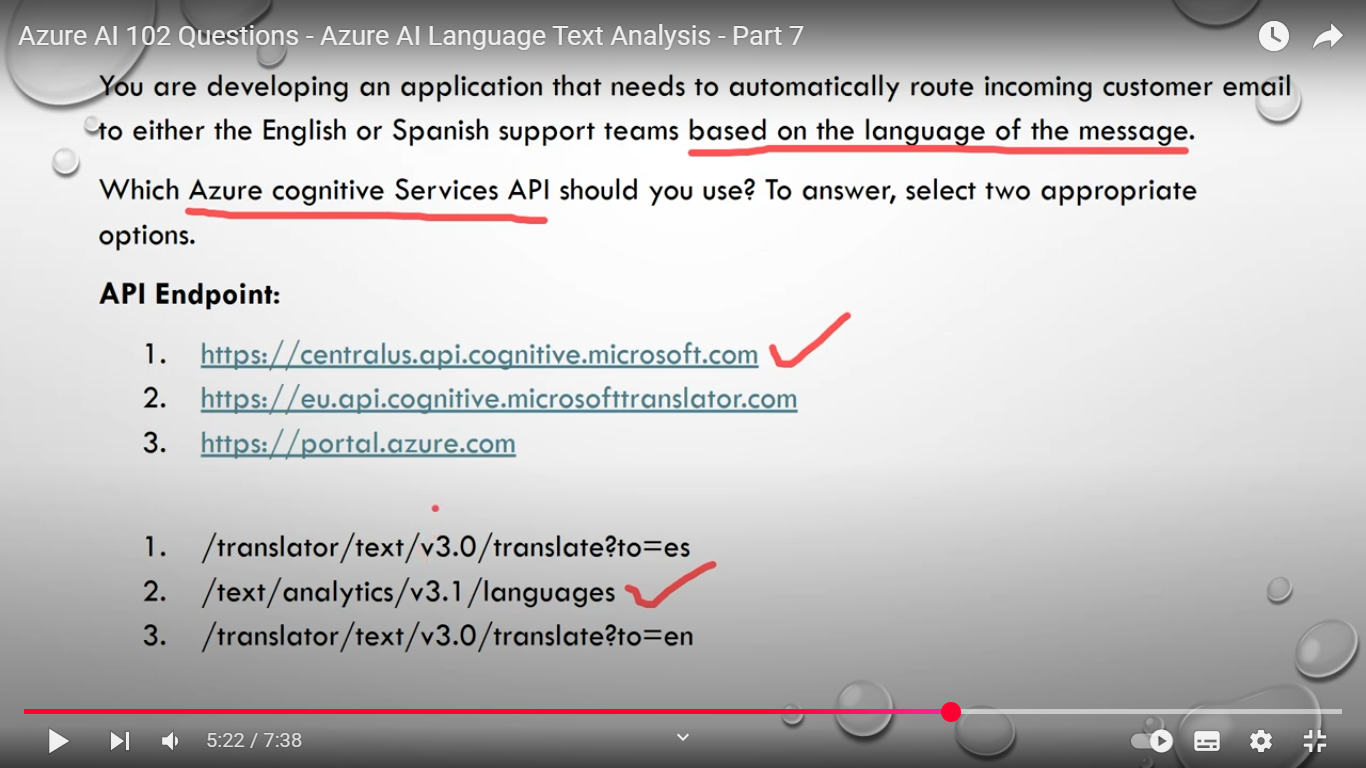 Azure AI 102 Questions - Azure AI Language Text Analysis - Part 7
You are developing an application that needs to automatically route incoming customer email
to either the English or Spanish support teams based on the language of the message.
Which Azure cognitive Services API should you use? To answer, select two appropriate
options.
API Endpoint:
1. https://centralus.api.cognitive.microsoft.com
2. https://eu.api.cognitive.microsofttranslator.com
3. https://portal.azure.com
1. /translator/text/v3.0/translate?to=es
2. /text/analytics/v3.1/languages
3. /translator/text/v3.0/translate?to=en
5:22 / 7:38